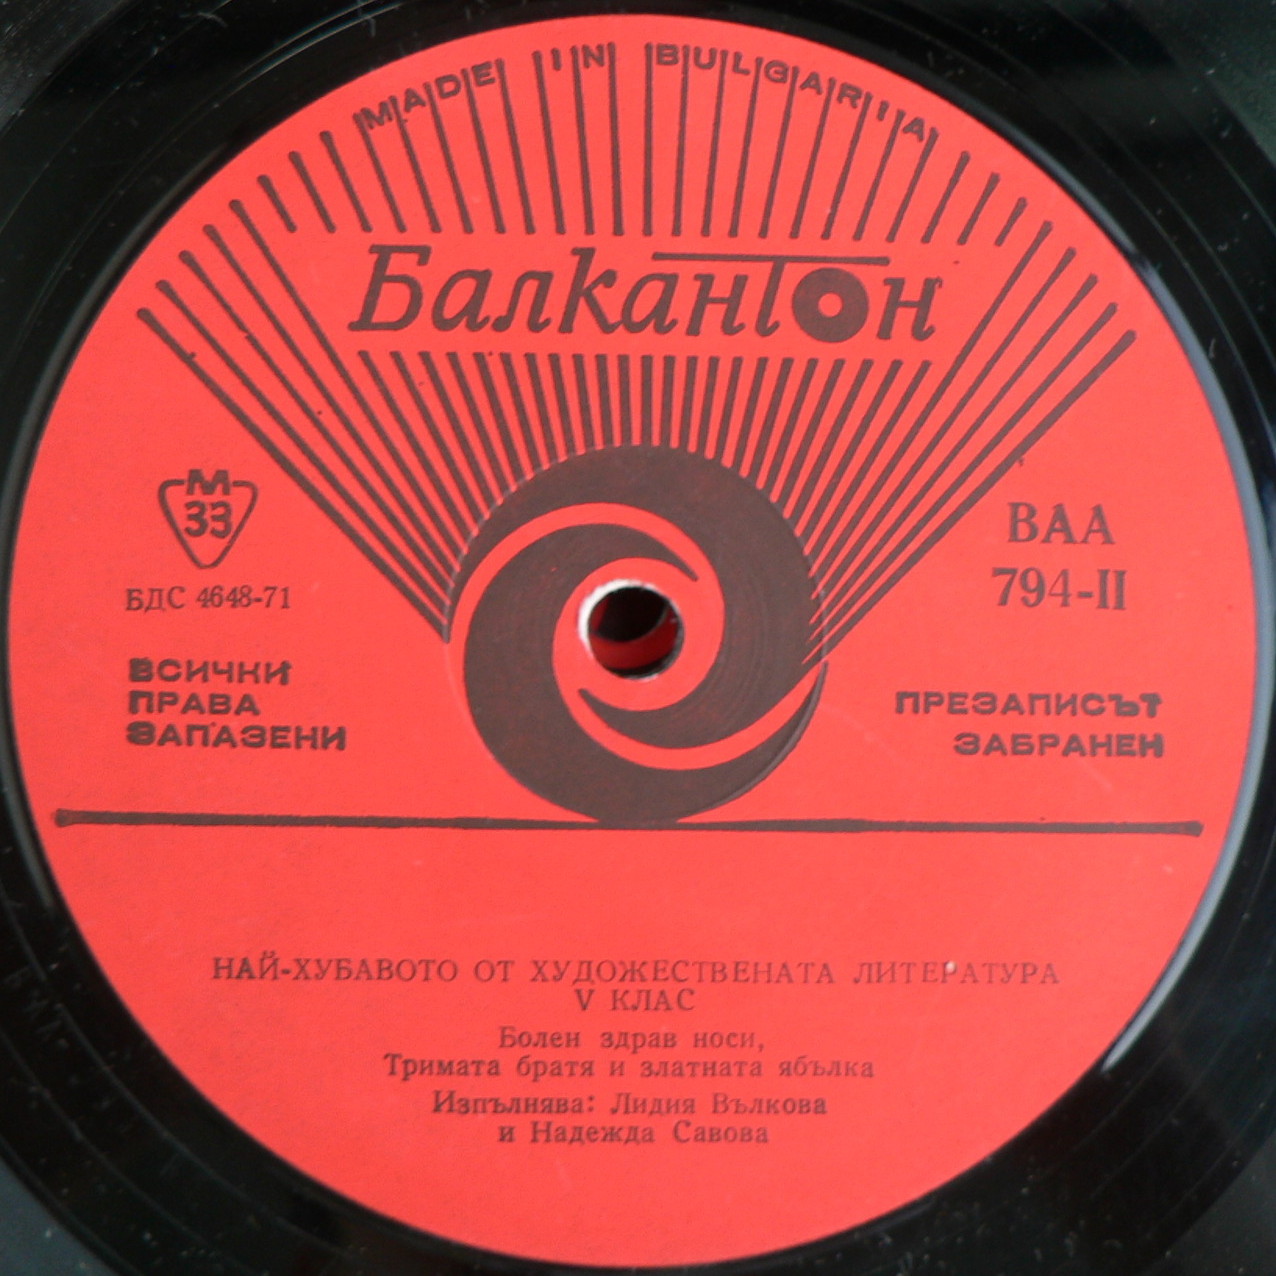 MADE IN BULGARIA
Балкантон
М
33
БДС 4648-71
ВАА
794-II
ВСИЧКИ
ПРАВА
ЗАПАЗЕНИ
ПРЕЗАПИСЪТ
ЗАБРАНЕН
НАЙ-ХУБАВОТО ОТ ХУДОЖЕСТВЕНАТА ЛИТЕРАТУРА
V КЛАС
Болен здрав носи,
Тримата братя и златната ябълка
Изпълнява: Лидия Вълкова
и Надежда Савова